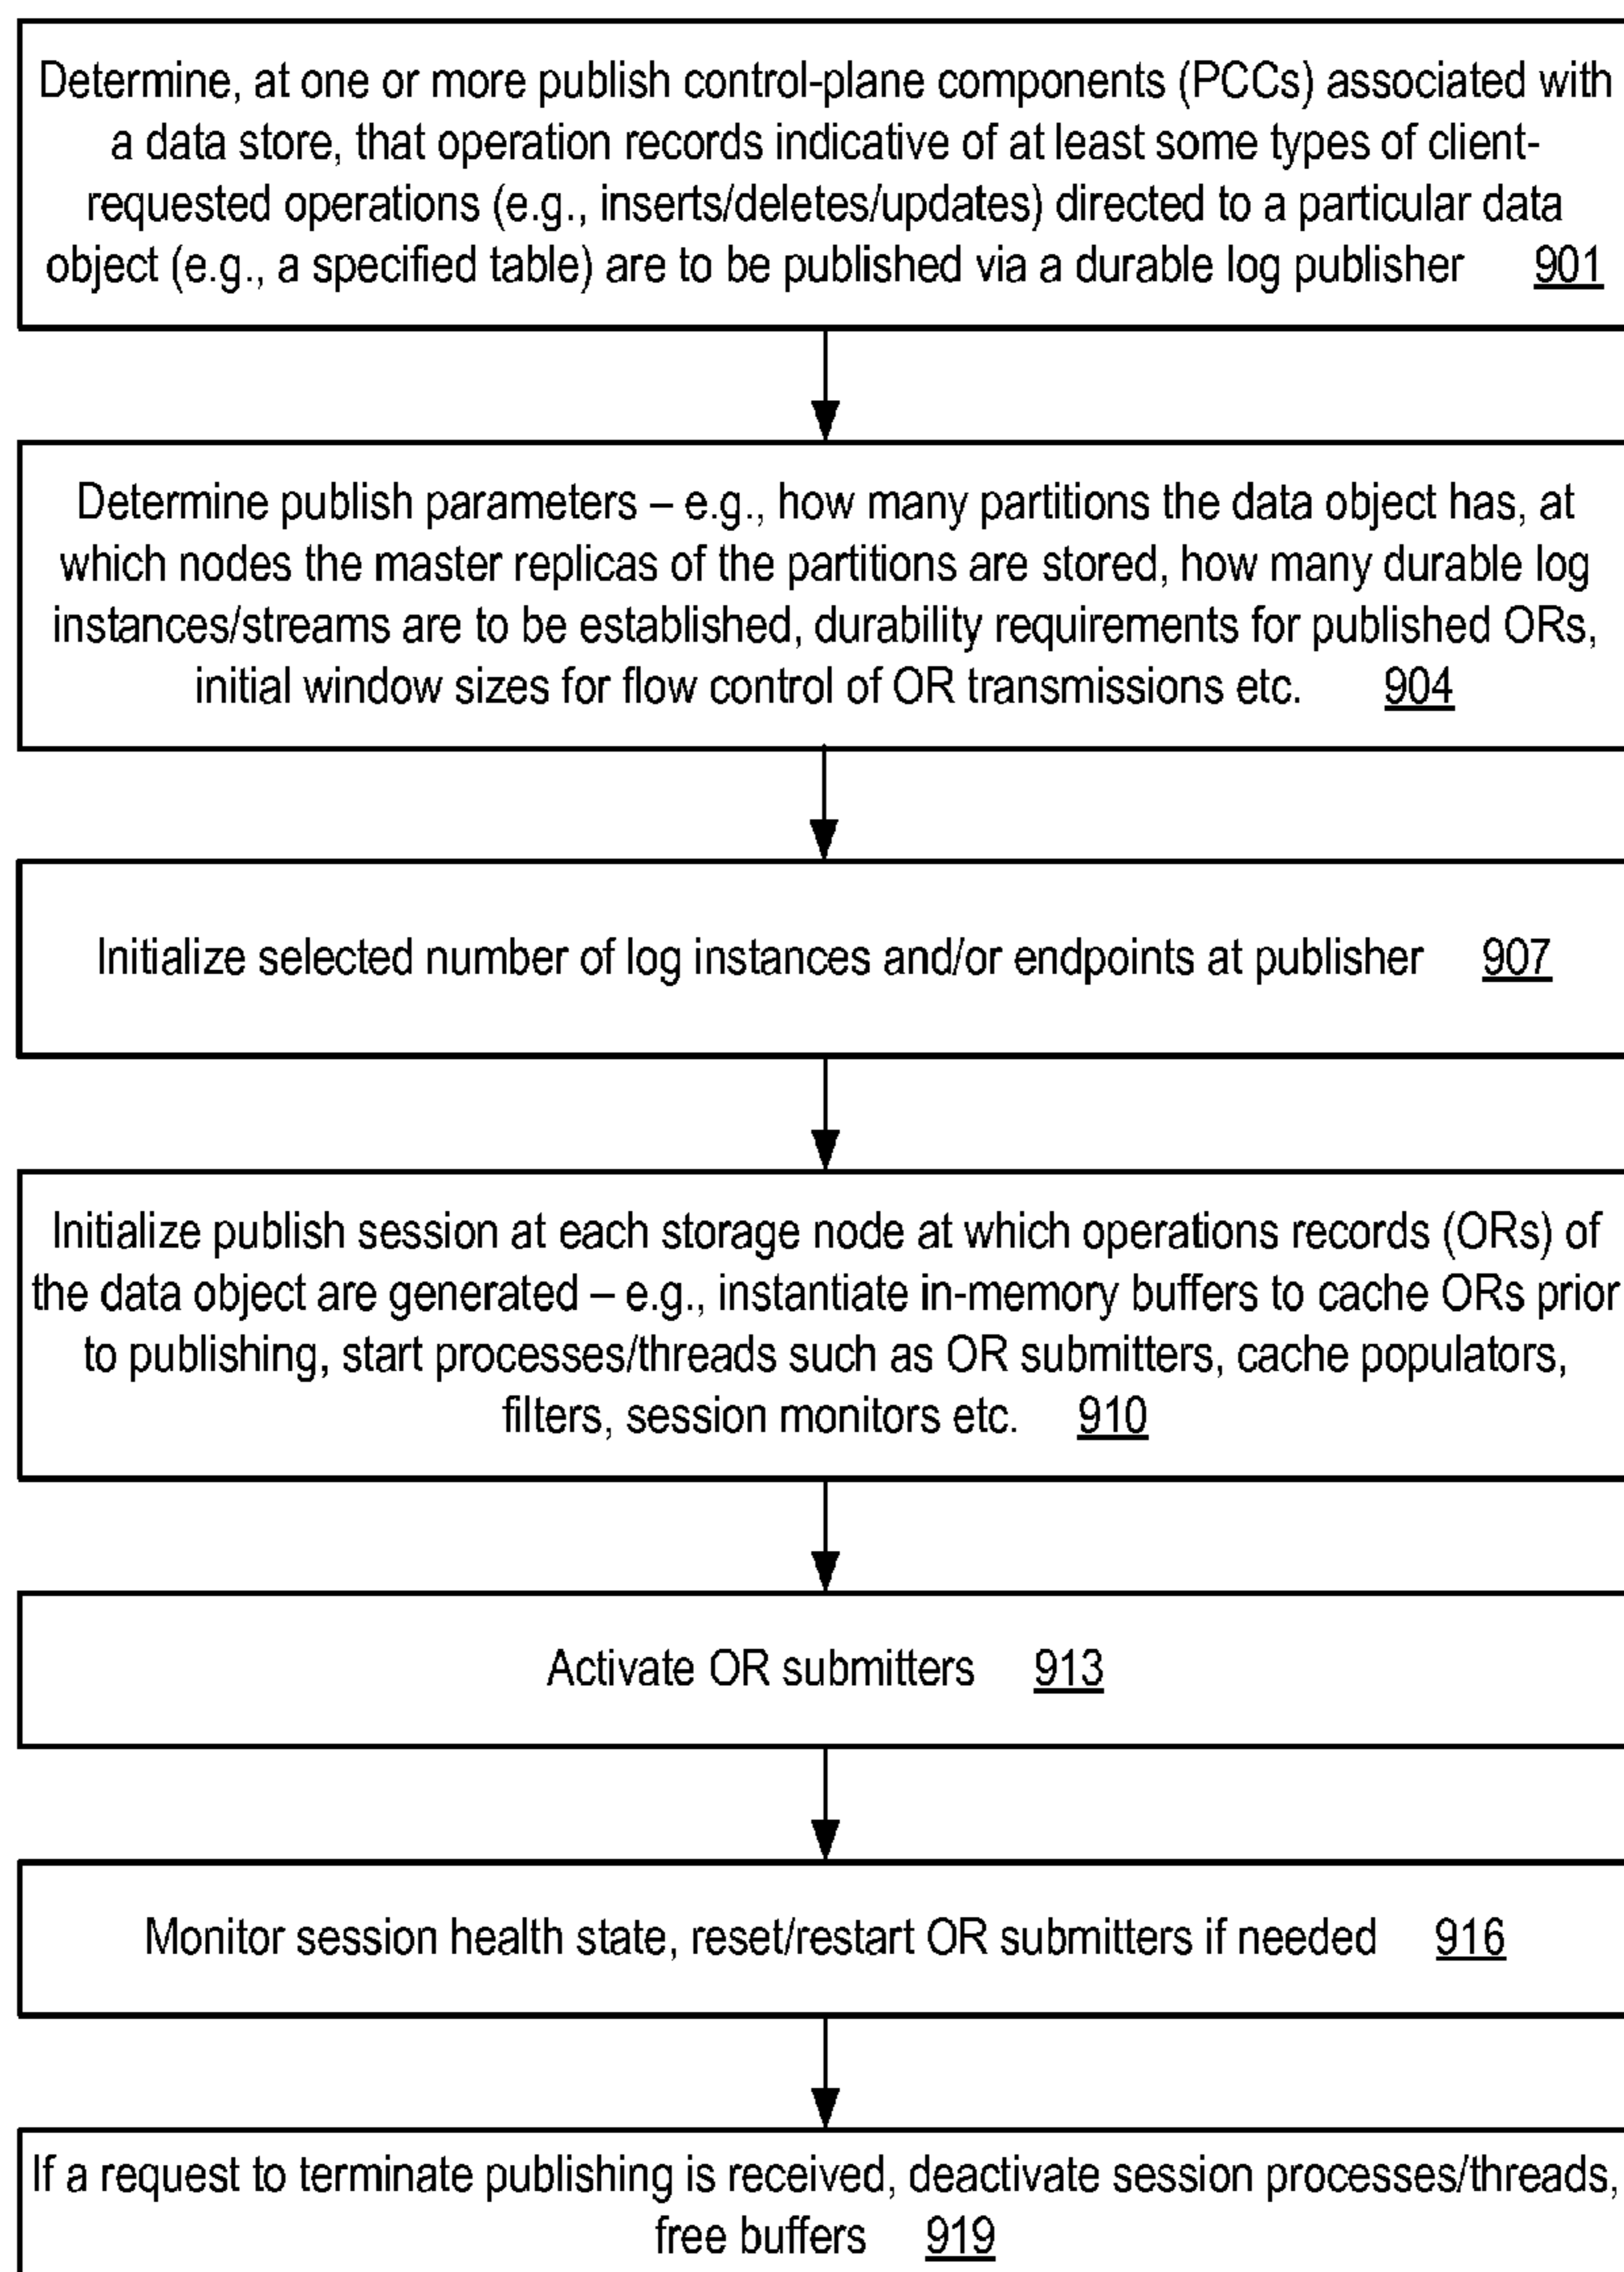 Determine, at one or more publish control-plane components (PCCs) associated with
a data store, that operation records indicative of at least some types of client-
requested operations (e.g., inserts/deletes/updates) directed to a particular data
object (e.g., a specified table) are to be published via a durable log publisher 901
Determine publish parameters – e.g., how many partitions the data object has, at
which nodes the master replicas of the partitions are stored, how many durable log
instances/streams are to be established, durability requirements for published ORs,
initial window sizes for flow control of OR transmissions etc. 904
Initialize selected number of log instances and/or endpoints at publisher 907
Initialize publish session at each storage node at which operations records (ORs) of
the data object are generated – e.g., instantiate in-memory buffers to cache ORs prior
to publishing, start processes/threads such as OR submitters, cache populators,
filters, session monitors etc. 910
Activate OR submitters 913
Monitor session health state, reset/restart OR submitters if needed 916
If a request to terminate publishing is received, deactivate session processes/threads,
free buffers 919